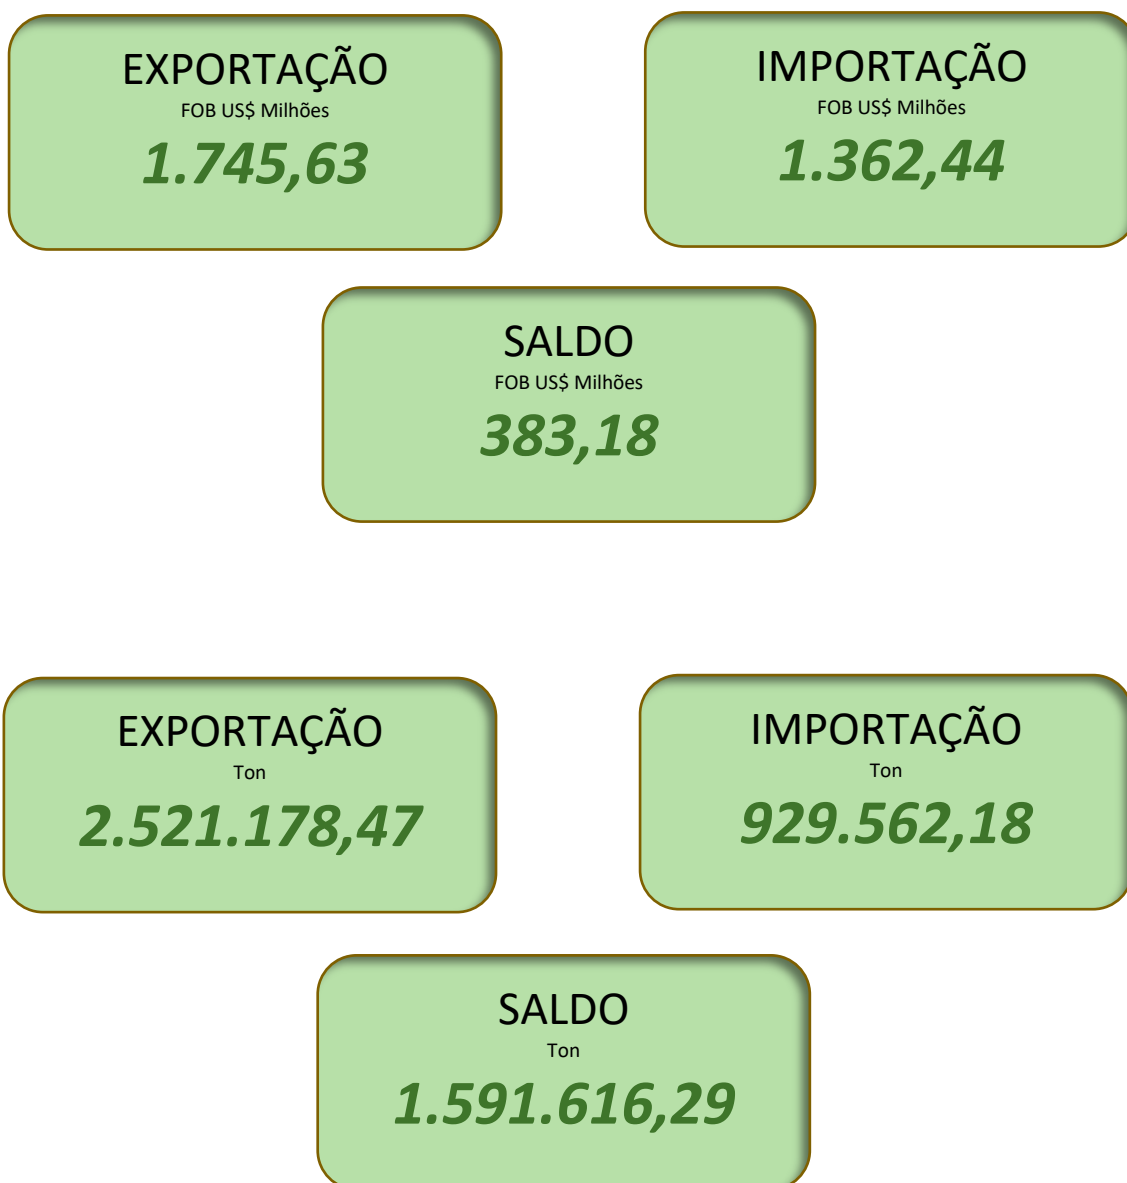 EXPORTAÇÃO
FOB US$ Milhões
1.745,63
IMPORTAÇÃO
FOB US$ Milhões
1.362,44
SALDO
FOB US$ Milhões
383,18
EXPORTAÇÃO
Ton
2.521.178,47
IMPORTAÇÃO
Ton
929.562,18
SALDO
Ton
1.591.616,29